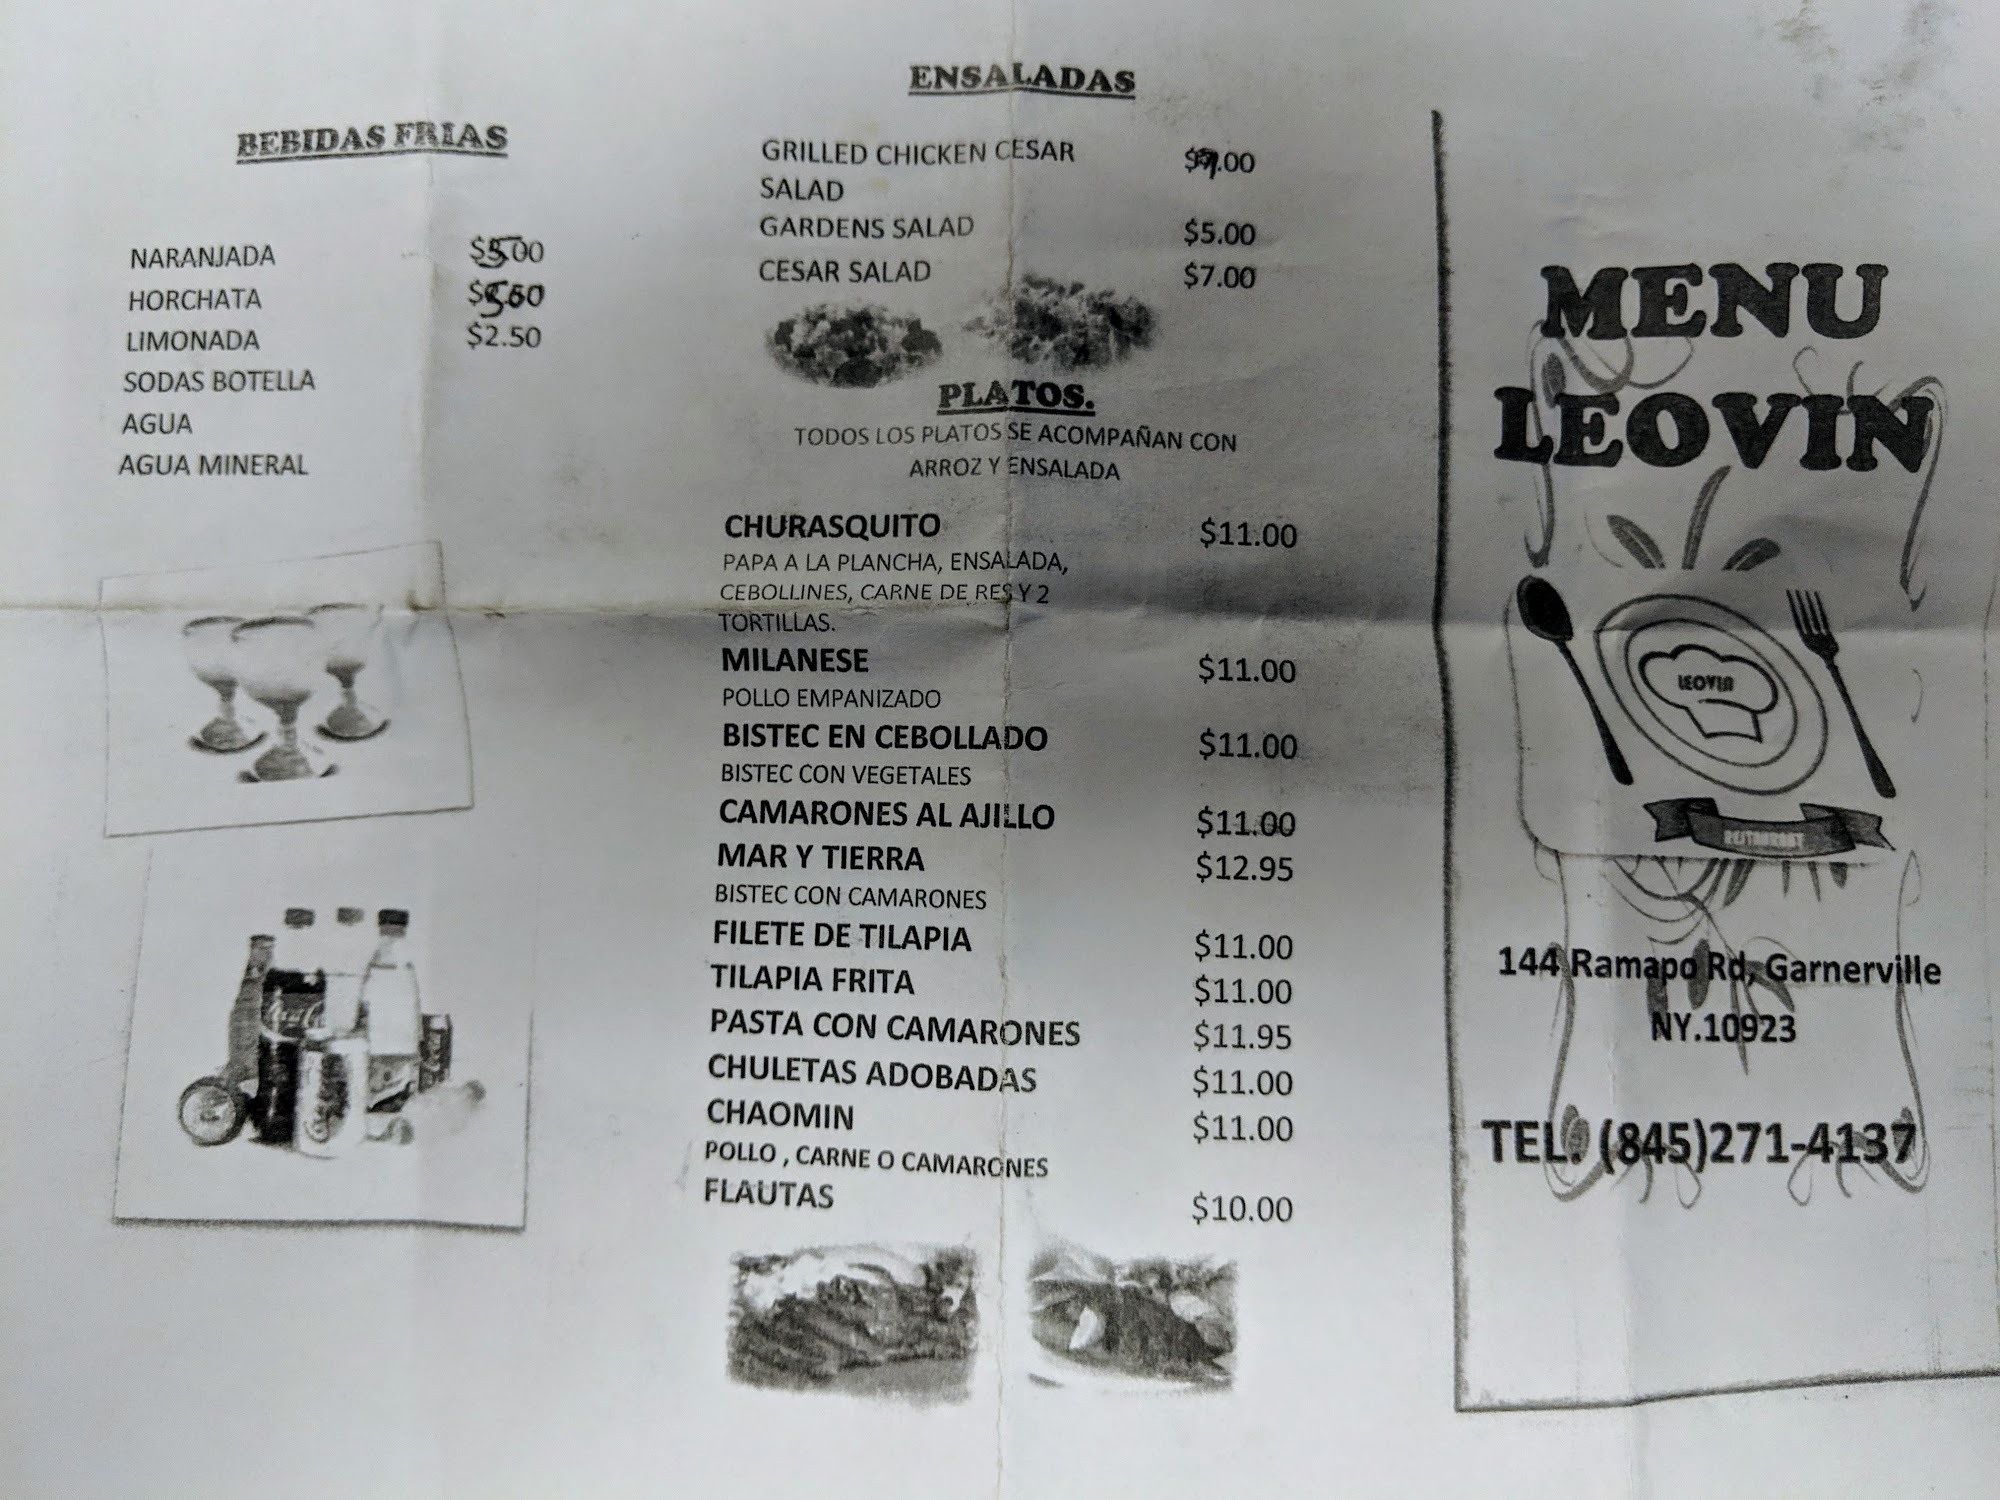 BEBIDAS FRIAS
NARANJADA $5.00
HORCHATA
LIMONADA $2.50
SODAS BOTELLA
AGUA
AGUA MINERAL
ENSALADAS
GRILLED CHICKEN CESAR
SALAD
GARDENS SALAD $5.00
CESAR SALAD $7.00
PLATOS.
TODOS LOS PLATOS SE ACOMPAÑAN CON
ARROZ Y ENSALADA
CHURASQUITO $11.00
PAPA A LA PLANCHA, ENSALADA,
CEBOLLINES, CARNE DE RES Y 2
TORTILLAS.
MILANESE $11.00
POLLO EMPANIZADO
BISTEC EN CEBOLLADO $11.00
BISTEC CON VEGETALES
CAMARONES AL AJILLO $11.00
MAR Y TIERRA $12.95
BISTEC CON CAMARONES
FILETE DE TILAPIA $11.00
TILAPIA FRITA $11.00
PASTA CON CAMARONES $11.95
CHULETAS ADOBADAS $11.00
CHAOMIN $11.00
POLLO , CARNE O CAMARONES
FLAUTAS $10.00
MENU
LEOVIN
LEOVIN
RESTAURANT
144 Ramapo Rd, Garnerville
NY.10923
TEL. (845)271-4137